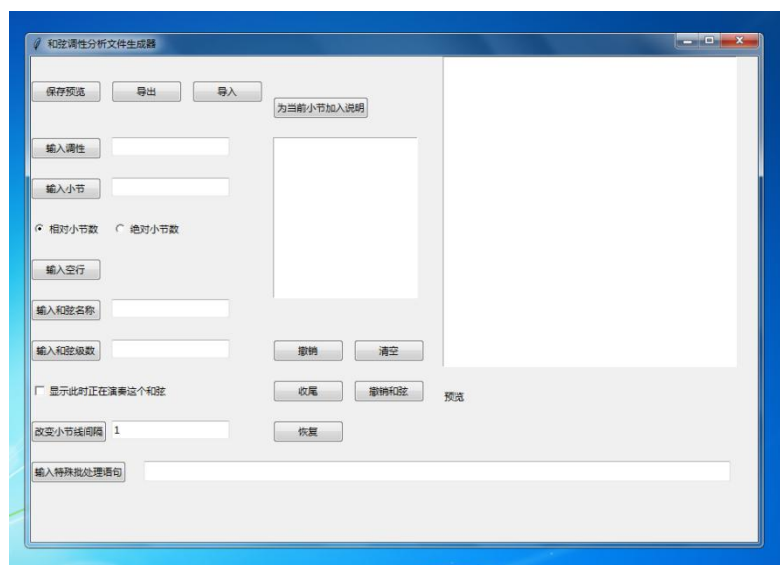 和弦调性分析文件生成器
保存预览 导出 导入
为当前小节加入说明
输入调性
输入小节
相对小节数 绝对小节数
输入空行
输入和弦名称
输入和弦级数 撤销 清空
显示此时正在演奏这个和弦 收尾 撤销和弦 预览
改变小节线间隔 1 恢复
输入特殊批处理语句